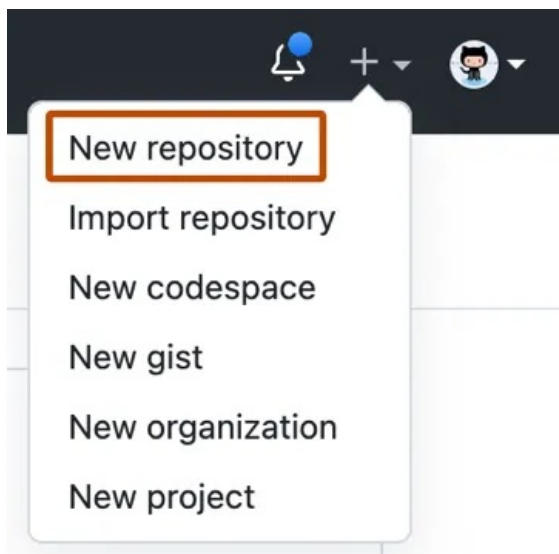 New repository
Import repository
New codespace
New gist
New organization
New project